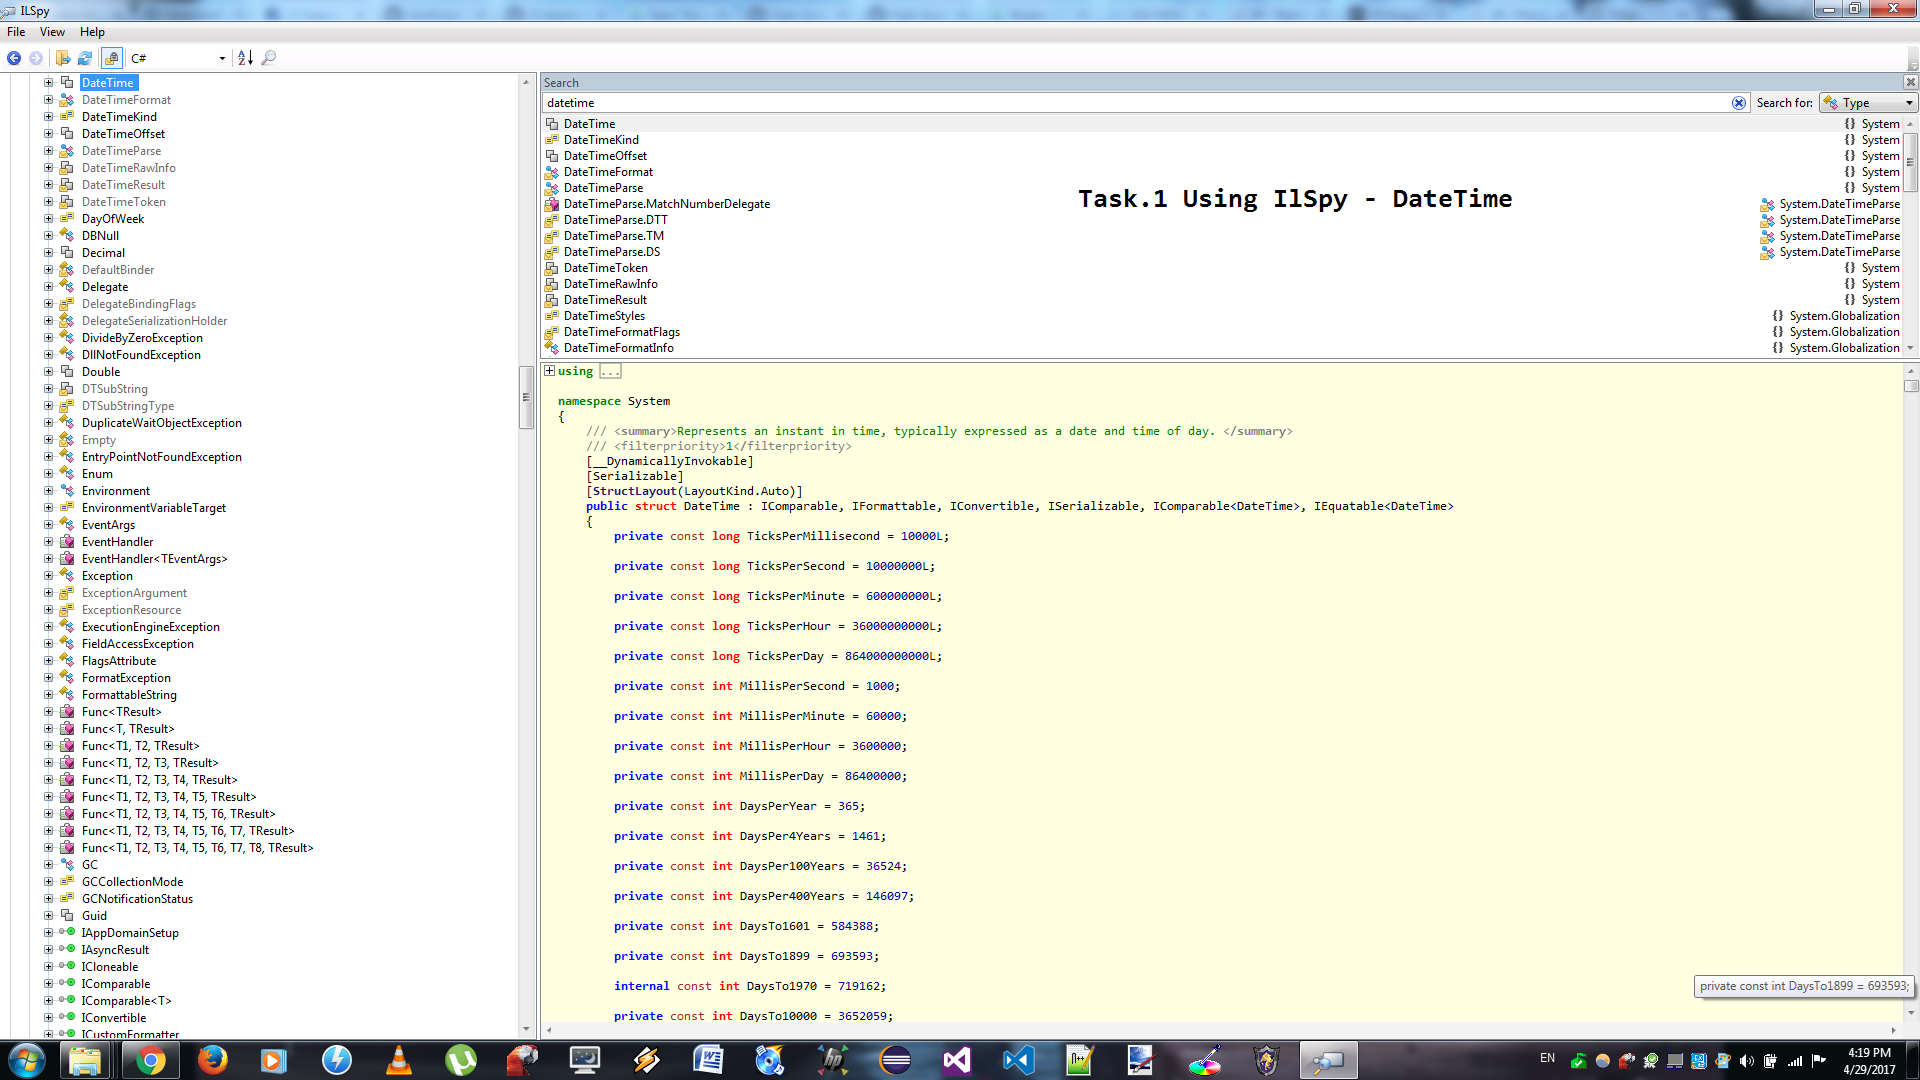 ILSpy
File View Help
C#
DateTime
DateTimeFormat
DateTimeKind
DateTimeOffset
DateTimeParse
DateTimeRawInfo
DateTimeResult
DateTimeToken
DayOfWeek
DBNull
Decimal
DefaultBinder
Delegate
DelegateBindingFlags
DelegateSerializationHolder
DivideByZeroException
DllNotFoundException
Double
DTSubString
DTSubStringType
DuplicateWaitObjectException
Empty
EntryPointNotFoundException
Enum
Environment
EnvironmentVariableTarget
EventArgs
EventHandler
EventHandler<TEventArgs>
Exception
ExceptionArgument
ExceptionResource
ExecutionEngineException
FieldAccessException
FlagsAttribute
FormatException
FormattableString
Func<TResult>
Func<T, TResult>
Func<T1, T2, TResult>
Func<T1, T2, T3, TResult>
Func<T1, T2, T3, T4, TResult>
Func<T1, T2, T3, T4, T5, TResult>
Func<T1, T2, T3, T4, T5, T6, TResult>
Func<T1, T2, T3, T4, T5, T6, T7, TResult>
Func<T1, T2, T3, T4, T5, T6, T7, T8, TResult>
GC
GCCollectionMode
GCNotificationStatus
Guid
IAppDomainSetup
IAsyncResult
ICloneable
IComparable
IComparable<T>
IConvertible
ICustomFormatter
Search
datetime Search for: Type
DateTime {} System
DateTimeKind {} System
DateTimeOffset {} System
DateTimeFormat {} System
DateTimeParse {} System
Task.1 Using IlSpy - DateTime
DateTimeParse.MatchNumberDelegate System.DateTimeParse
DateTimeParse.DTT System.DateTimeParse
DateTimeParse.TM System.DateTimeParse
DateTimeParse.DS System.DateTimeParse
DateTimeToken {} System
DateTimeRawInfo {} System
DateTimeResult {} System
DateTimeStyles {} System.Globalization
DateTimeFormatFlags {} System.Globalization
DateTimeFormatInfo {} System.Globalization
using ...
namespace System
{
/// <summary>Represents an instant in time, typically expressed as a date and time of day. </summary>
/// <filterpriority>1</filterpriority>
[__DynamicallyInvokable]
[Serializable]
[StructLayout(LayoutKind.Auto)]
public struct DateTime : IComparable, IFormattable, IConvertible, ISerializable, IComparable<DateTime>, IEquatable<DateTime>
{
private const long TicksPerMillisecond = 10000L;
private const long TicksPerSecond = 10000000L;
private const long TicksPerMinute = 600000000L;
private const long TicksPerHour = 36000000000L;
private const long TicksPerDay = 864000000000L;
private const int MillisPerSecond = 1000;
private const int MillisPerMinute = 60000;
private const int MillisPerHour = 3600000;
private const int MillisPerDay = 86400000;
private const int DaysPerYear = 365;
private const int DaysPer4Years = 1461;
private const int DaysPer100Years = 36524;
private const int DaysPer400Years = 146097;
private const int DaysTo1601 = 584388;
private const int DaysTo1899 = 693593;
internal const int DaysTo1970 = 719162;
private const int DaysTo10000 = 3652059;
private const int DaysTo1899 = 693593;
EN
4:19 PM
4/29/2017